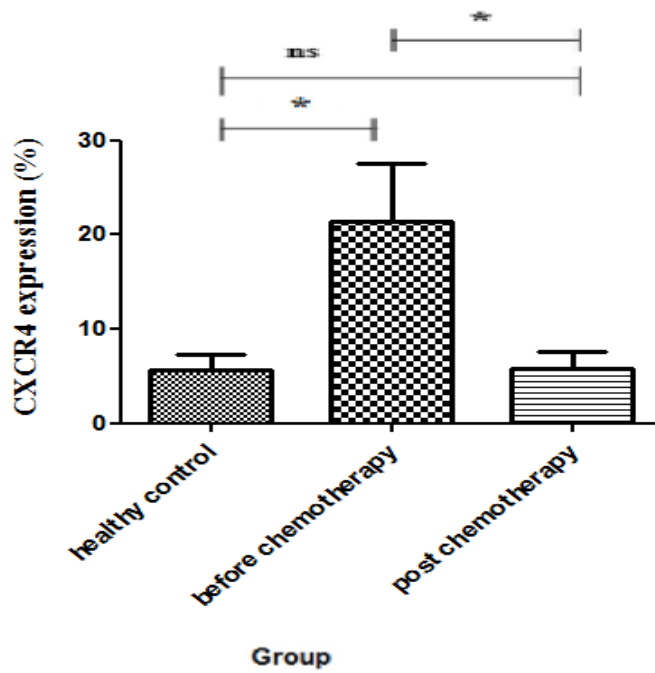 *
ns
*
CXCR4 expression (%)
30
20
10
0
healthy control
before chemotherapy
post chemotherapy
Group